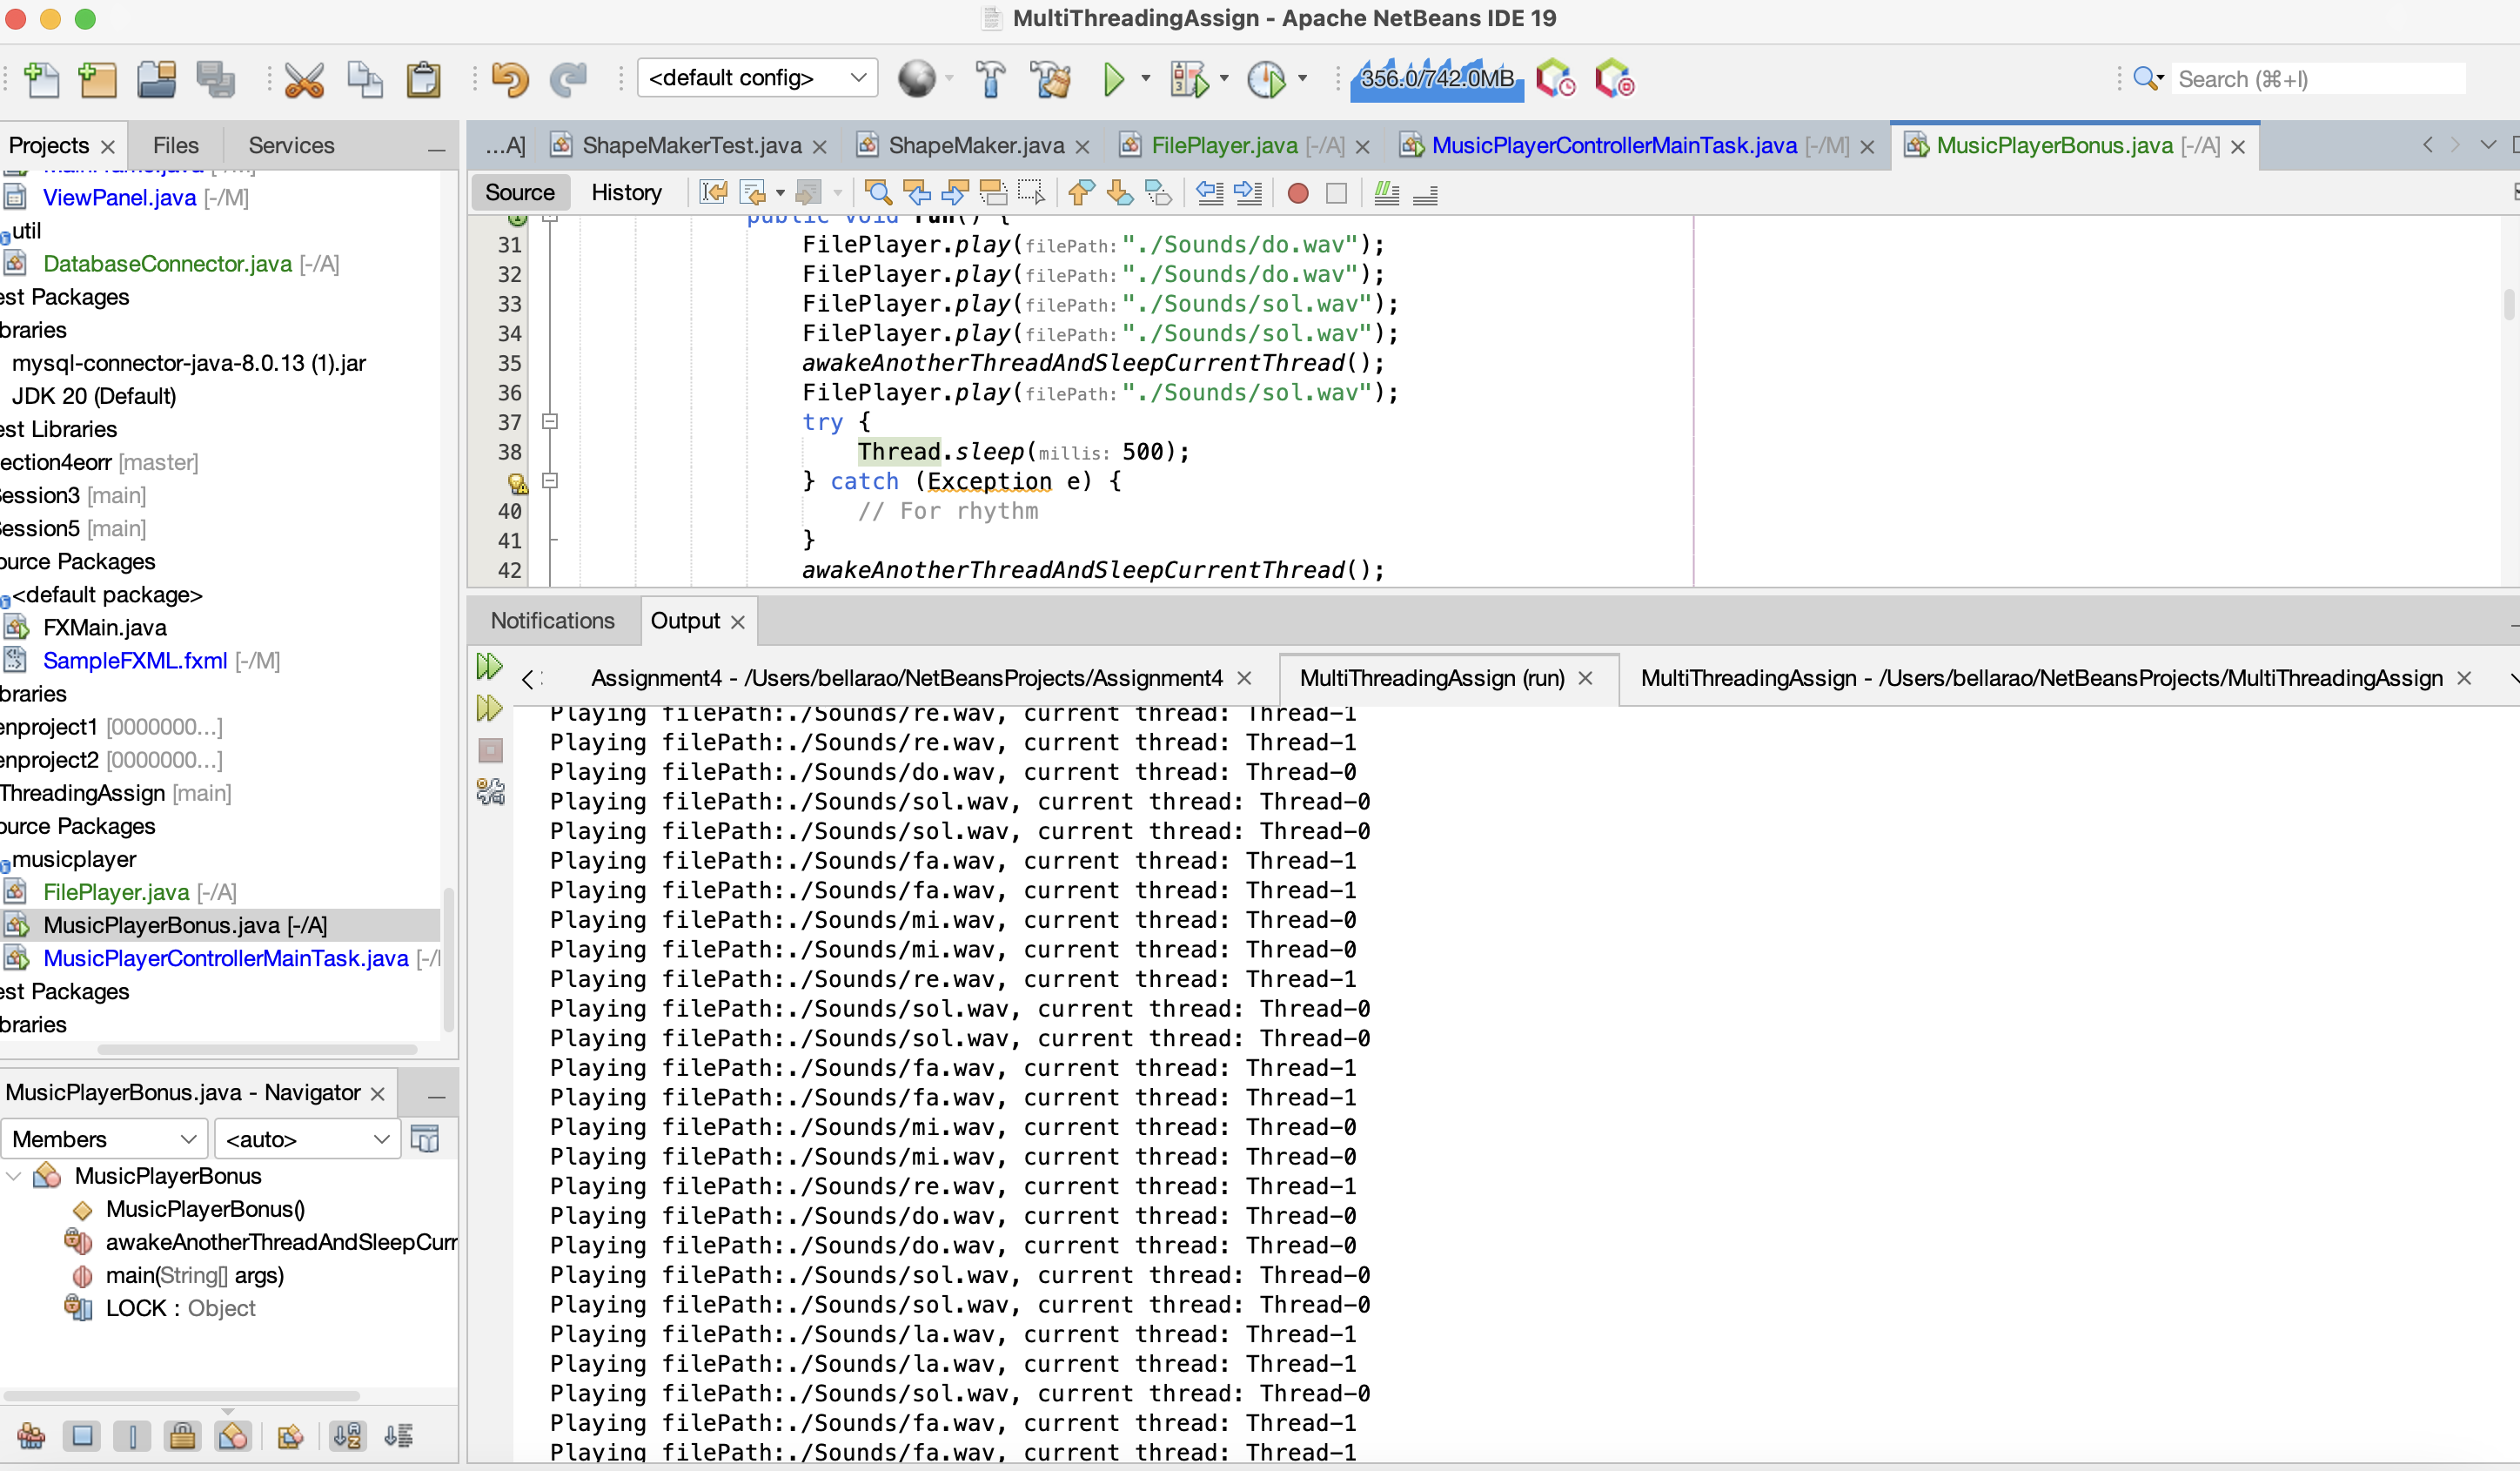 MultiThreadingAssign - Apache NetBeans IDE 19
<default config>
356.0/742.0MB
Search (⌘+I)
Projects
Files
Services
...A]
ShapeMakerTest.java
ShapeMaker.java
FilePlayer.java [-/A]
MusicPlayerControllerMainTask.java [-/M]
MusicPlayerBonus.java [-/A]
Source
History
ViewPanel.java [-/M]
util
DatabaseConnector.java [-/A]
est Packages
braries
mysql-connector-java-8.0.13 (1).jar
JDK 20 (Default)
est Libraries
ection4eorr [master]
Session3 [main]
Session5 [main]
ource Packages
<default package>
FXMain.java
SampleFXML.fxml [-/M]
braries
enproject1 [0000000...]
enproject2 [0000000...]
ThreadingAssign [main]
ource Packages
musicplayer
FilePlayer.java [-/A]
MusicPlayerBonus.java [-/A]
MusicPlayerControllerMainTask.java [-/
est Packages
braries
public void run() {
31 FilePlayer.play(filePath:"./Sounds/do.wav");
32 FilePlayer.play(filePath:"./Sounds/do.wav");
33 FilePlayer.play(filePath:"./Sounds/sol.wav");
34 FilePlayer.play(filePath:"./Sounds/sol.wav");
35 awakeAnotherThreadAndSleepCurrentThread();
36 FilePlayer.play(filePath:"./Sounds/sol.wav");
37 try {
38 Thread.sleep(millis: 500);
} catch (Exception e) {
40 // For rhythm
41 }
42 awakeAnotherThreadAndSleepCurrentThread();
Notifications
Output
Assignment4 - /Users/bellarao/NetBeansProjects/Assignment4
MultiThreadingAssign (run)
MultiThreadingAssign - /Users/bellarao/NetBeansProjects/MultiThreadingAssign
Playing filePath:./Sounds/re.wav, current thread: Thread-1
Playing filePath:./Sounds/re.wav, current thread: Thread-1
Playing filePath:./Sounds/do.wav, current thread: Thread-0
Playing filePath:./Sounds/sol.wav, current thread: Thread-0
Playing filePath:./Sounds/sol.wav, current thread: Thread-0
Playing filePath:./Sounds/fa.wav, current thread: Thread-1
Playing filePath:./Sounds/fa.wav, current thread: Thread-1
Playing filePath:./Sounds/mi.wav, current thread: Thread-0
Playing filePath:./Sounds/mi.wav, current thread: Thread-0
Playing filePath:./Sounds/re.wav, current thread: Thread-1
Playing filePath:./Sounds/sol.wav, current thread: Thread-0
Playing filePath:./Sounds/sol.wav, current thread: Thread-0
Playing filePath:./Sounds/fa.wav, current thread: Thread-1
Playing filePath:./Sounds/fa.wav, current thread: Thread-1
Playing filePath:./Sounds/mi.wav, current thread: Thread-0
Playing filePath:./Sounds/mi.wav, current thread: Thread-0
Playing filePath:./Sounds/re.wav, current thread: Thread-1
Playing filePath:./Sounds/do.wav, current thread: Thread-0
Playing filePath:./Sounds/do.wav, current thread: Thread-0
Playing filePath:./Sounds/sol.wav, current thread: Thread-0
Playing filePath:./Sounds/sol.wav, current thread: Thread-0
Playing filePath:./Sounds/la.wav, current thread: Thread-1
Playing filePath:./Sounds/la.wav, current thread: Thread-1
Playing filePath:./Sounds/sol.wav, current thread: Thread-0
Playing filePath:./Sounds/fa.wav, current thread: Thread-1
Playing filePath:./Sounds/fa.wav, current thread: Thread-1
MusicPlayerBonus.java - Navigator
Members
<auto>
MusicPlayerBonus
MusicPlayerBonus()
awakeAnotherThreadAndSleepCurr
main(String[] args)
LOCK : Object